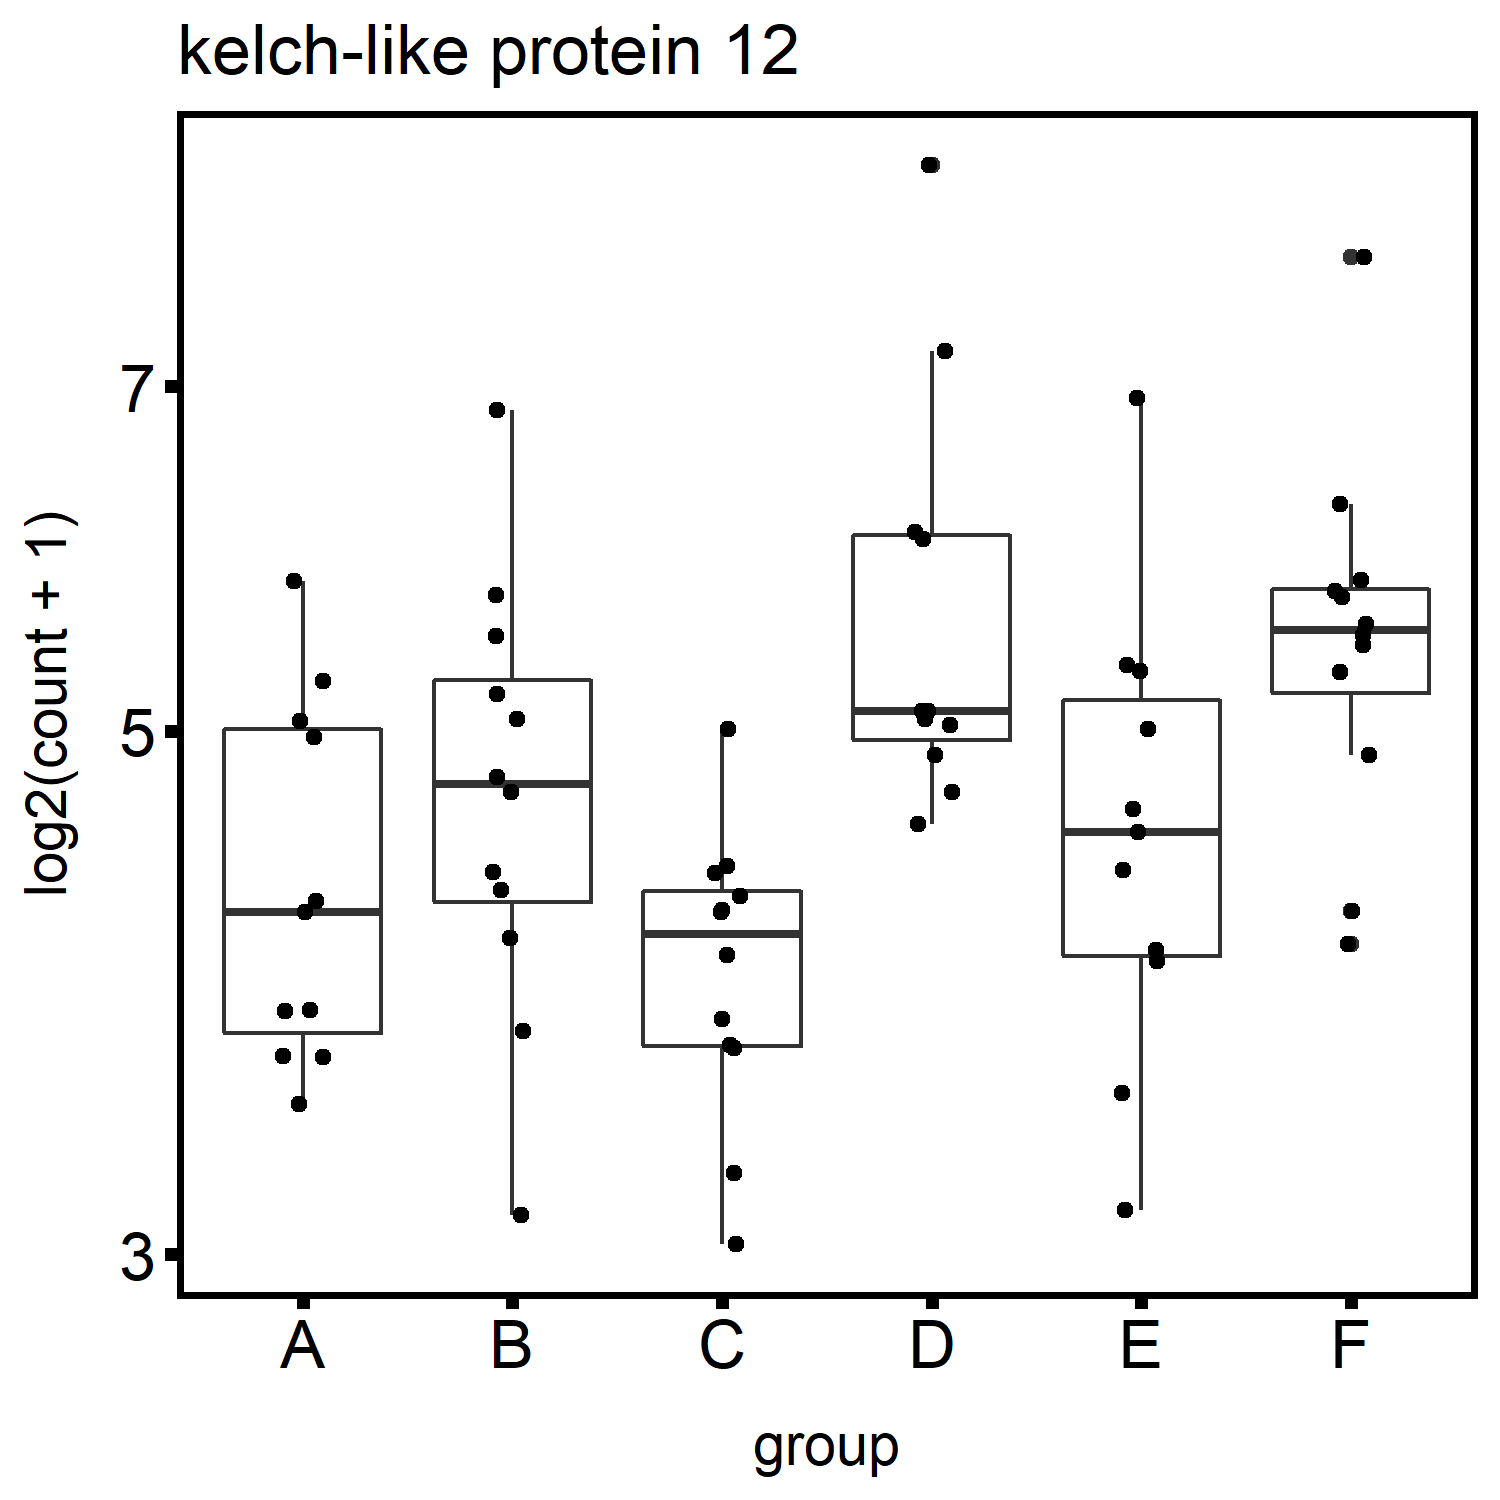 kelch-like protein 12
log2(count + 1)
7
5
3
A B C D E F
group